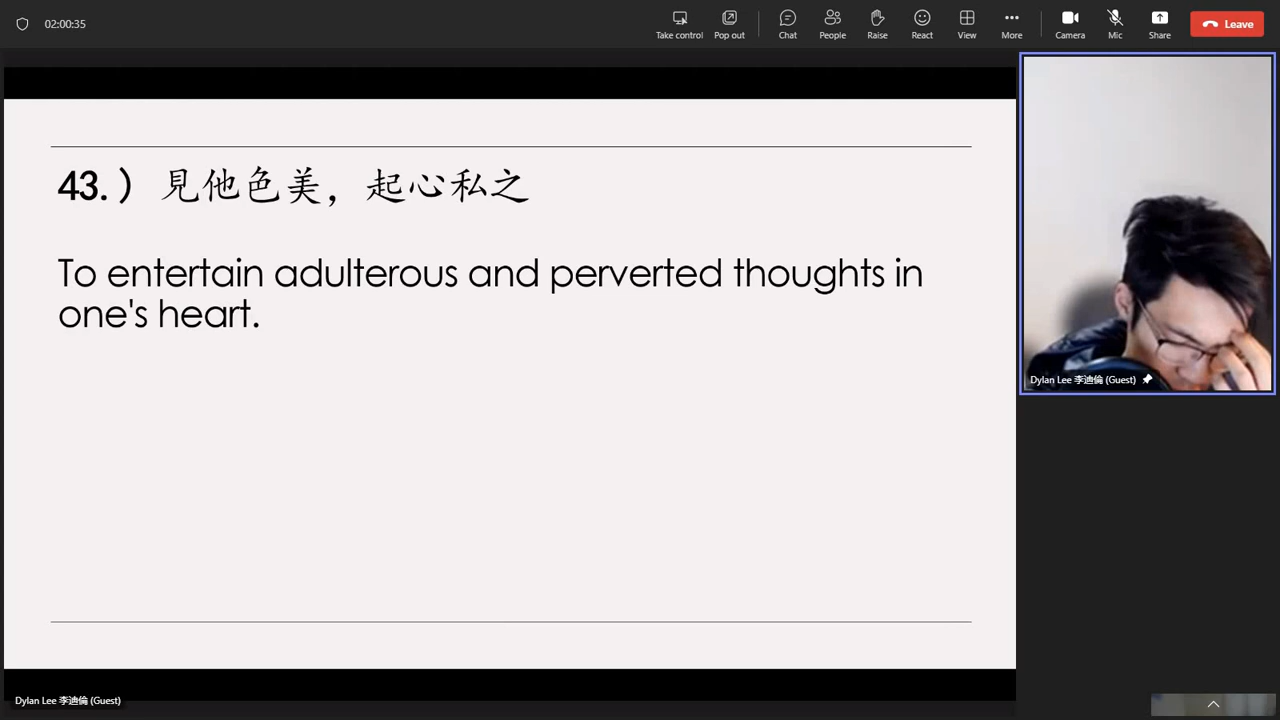 02:00:35
Take control Pop out Chat People Raise React View More Camera Mic Share Leave
43.) 見他色美，起心私之
To entertain adulterous and perverted thoughts in
one's heart.
Dylan Lee 李迪倫 (Guest)
Dylan Lee 李迪倫 (Guest)